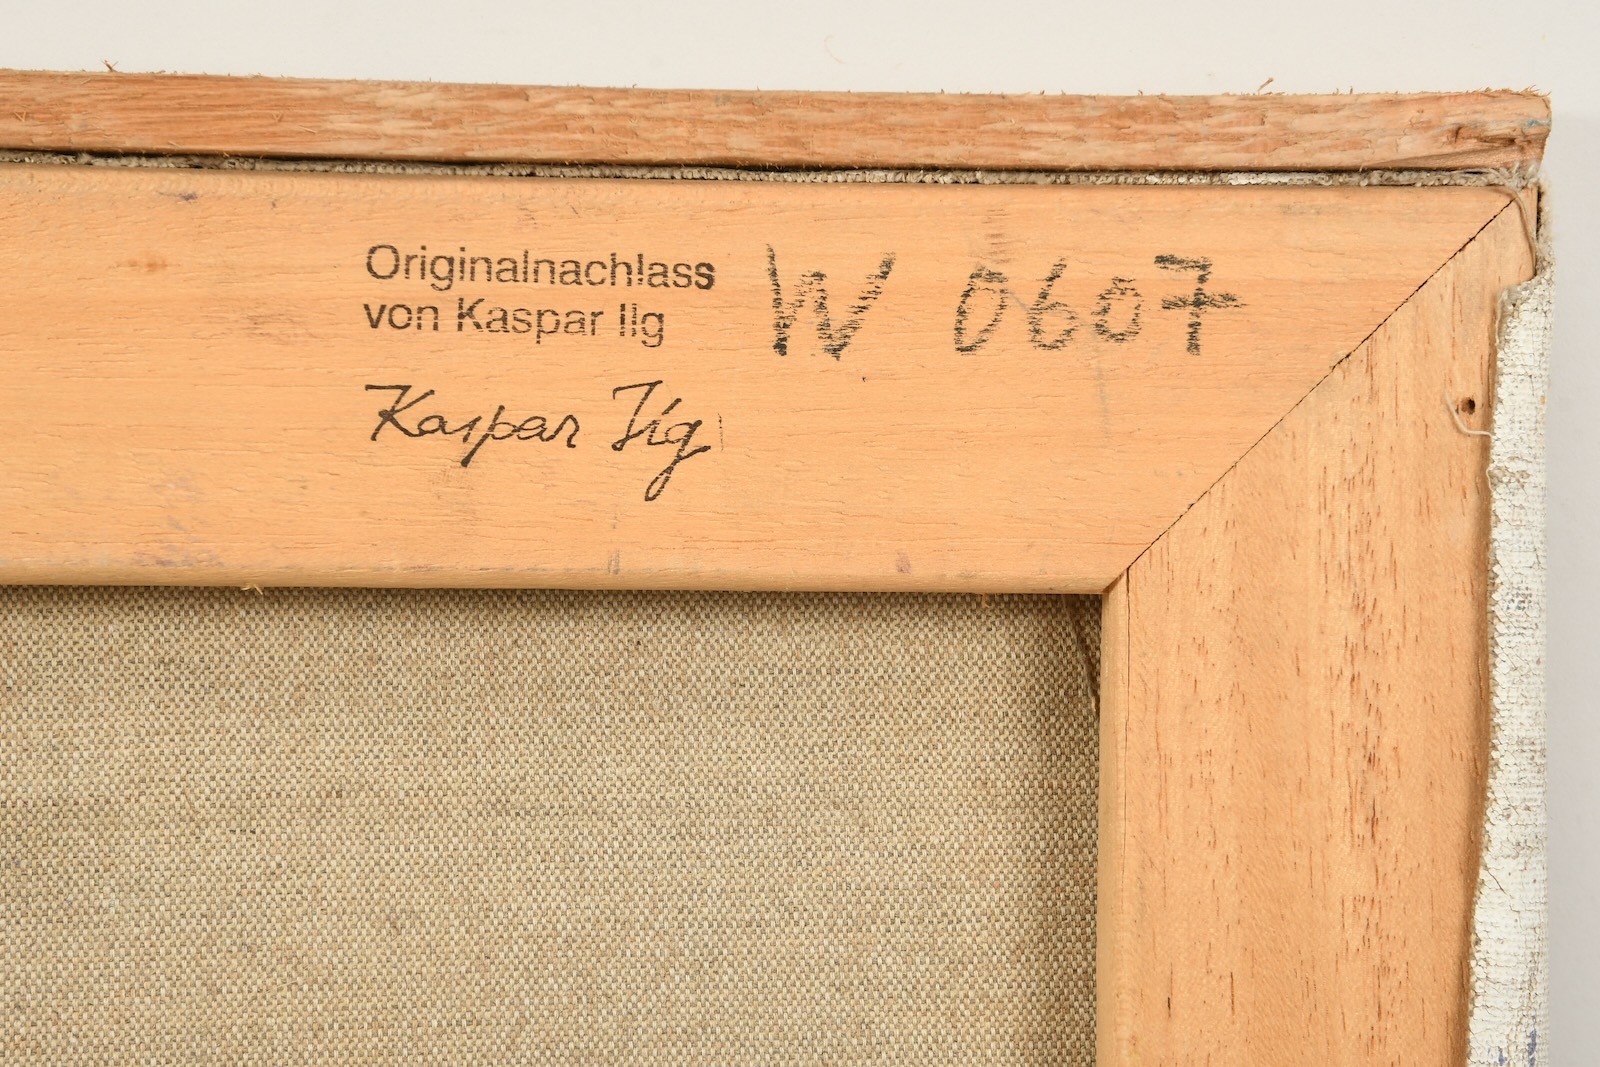 Originalnachlass
von Kaspar Ilg
W 0607
Kaspar Ilg